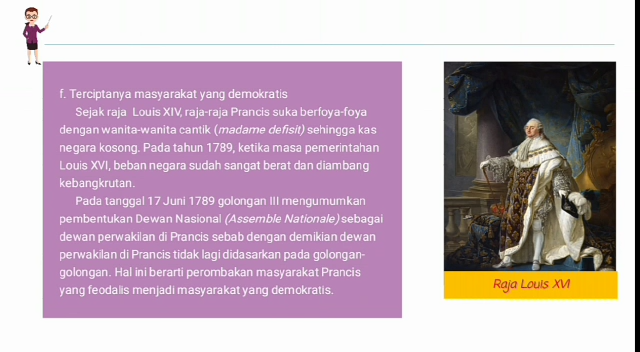 f. Terciptanya masyarakat yang demokratis
Sejak raja Louis XIV, raja-raja Prancis suka berfoya-foya
dengan wanita-wanita cantik (madame defisit) sehingga kas
negara kosong. Pada tahun 1789, ketika masa pemerintahan
Louis XVI, beban negara sudah sangat berat dan diambang
kebangkrutan.
Pada tanggal 17 Juni 1789 golongan III mengumumkan
pembentukan Dewan Nasional (Assemble Nationale) sebagai
dewan perwakilan di Prancis sebab dengan demikian dewan
perwakilan di Prancis tidak lagi didasarkan pada golongan-
golongan. Hal ini berarti perombakan masyarakat Prancis
yang feodalis menjadi masyarakat yang demokratis.
Raja Louis XVI